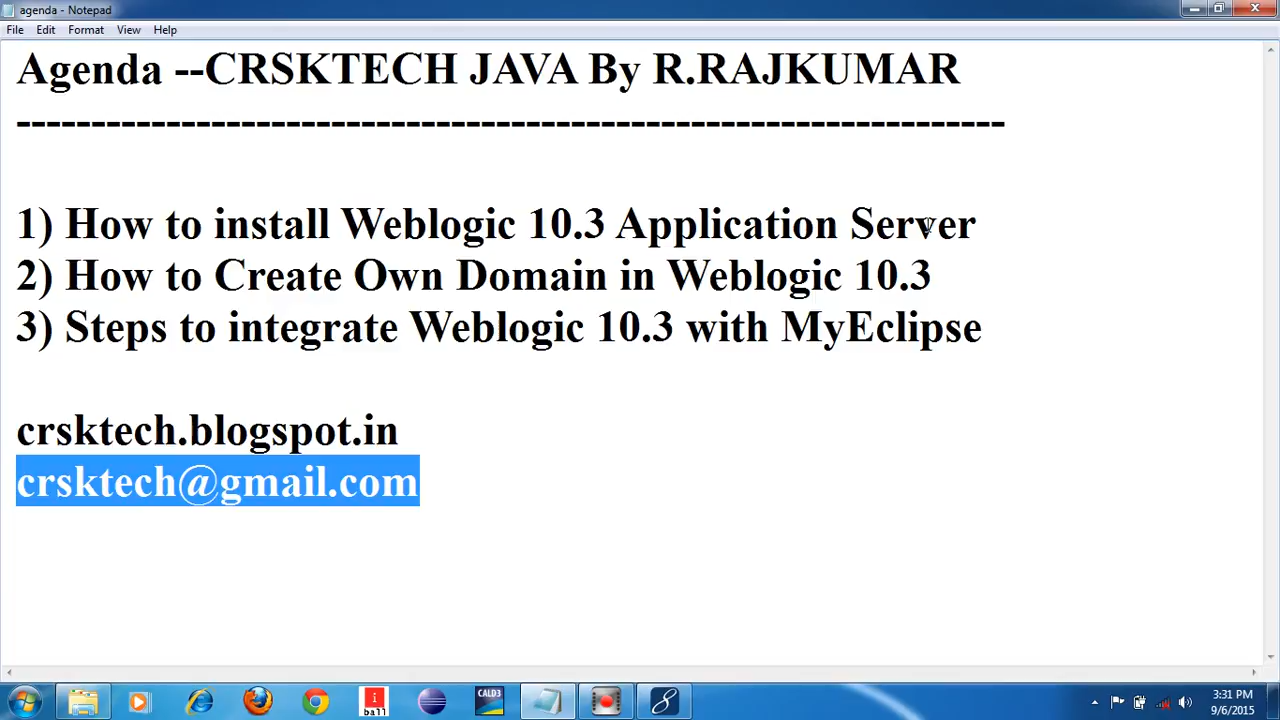 agenda - Notepad
File Edit Format View Help
Agenda --CRSKTECH JAVA By R.RAJKUMAR
------------------------------------------------------------------
1) How to install Weblogic 10.3 Application Server
2) How to Create Own Domain in Weblogic 10.3
3) Steps to integrate Weblogic 10.3 with MyEclipse
crsktech.blogspot.in
crsktech@gmail.com
i ball
CALD3
3:31 PM
9/6/2015